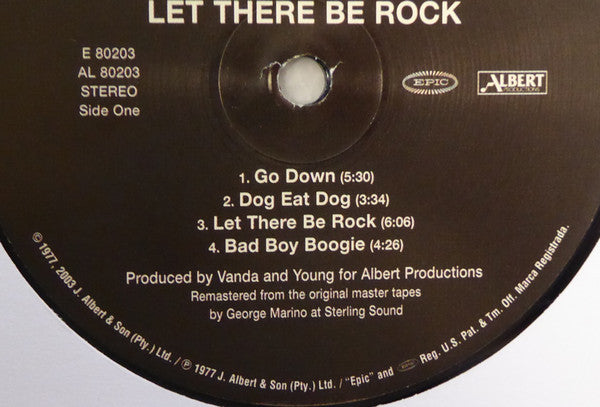 LET THERE BE ROCK
E 80203
AL 80203
STEREO
Side One
EPIC
ALBERT
PRODUCTIONS
1. Go Down (5:30)
2. Dog Eat Dog (3:34)
3. Let There Be Rock (6:06)
4. Bad Boy Boogie (4:26)
Produced by Vanda and Young for Albert Productions
Remastered from the original master tapes
by George Marino at Sterling Sound
© 1977, 2003 J. Albert & Son (Pty.) Ltd. / ℗ 1977 J. Albert & Son (Pty.) Ltd. / "Epic" and EPIC Reg. U.S. Pat. & Tm. Off. Marca Registrada.